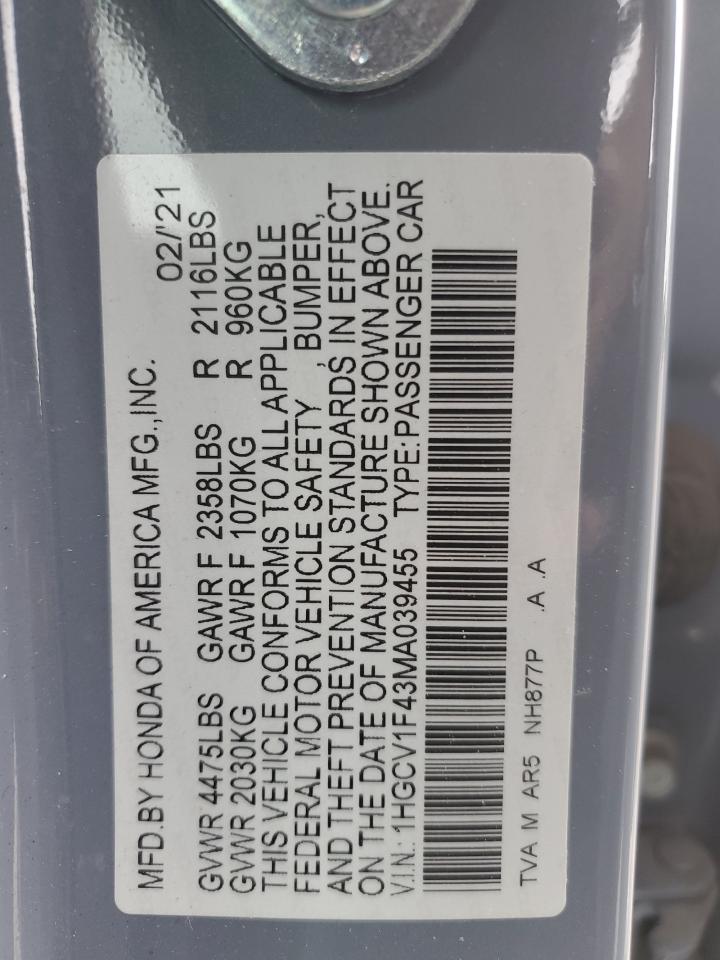 MFD.BY HONDA OF AMERICA MFG.,INC. 02/'21
GVWR 4475LBS GAWR F 2358LBS R 2116LBS
GVWR 2030KG GAWR F 1070KG R 960KG
THIS VEHICLE CONFORMS TO ALL APPLICABLE
FEDERAL MOTOR VEHICLE SAFETY , BUMPER,
AND THEFT PREVENTION STANDARDS IN EFFECT
ON THE DATE OF MANUFACTURE SHOWN ABOVE.
V.I.N.: 1HGCV1F43MA039455 TYPE:PASSENGER CAR
TVA M AR5 NH877P .A .A